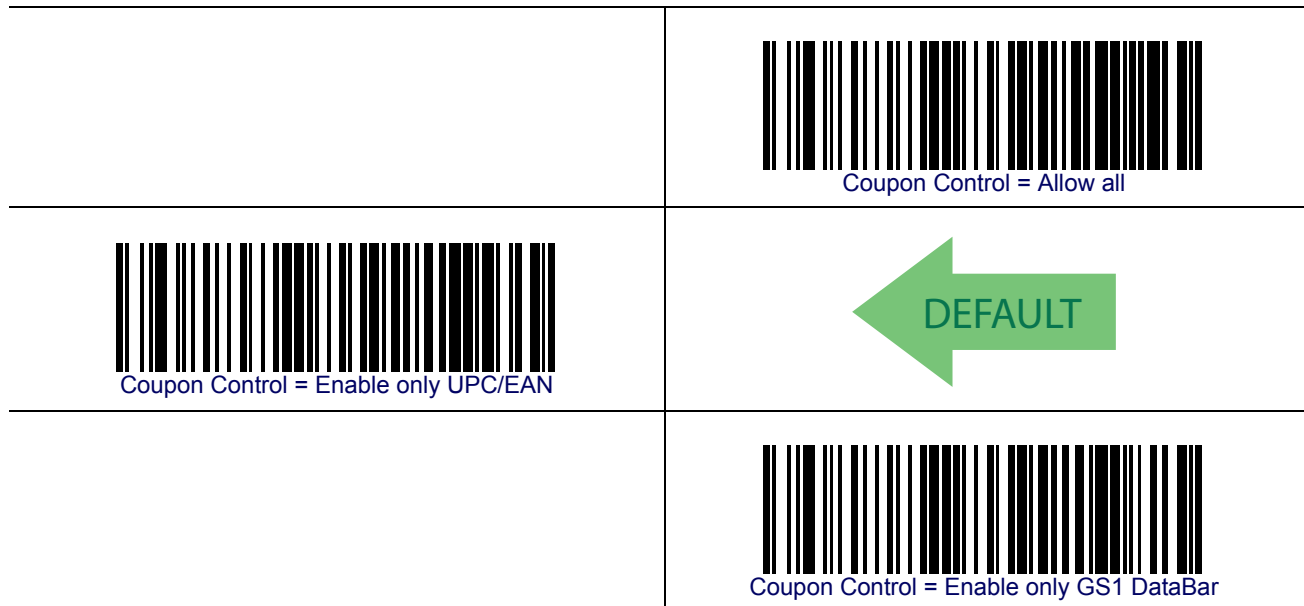 Coupon Control = Allow all
Coupon Control = Enable only UPC/EAN
DEFAULT
Coupon Control = Enable only GS1 DataBar